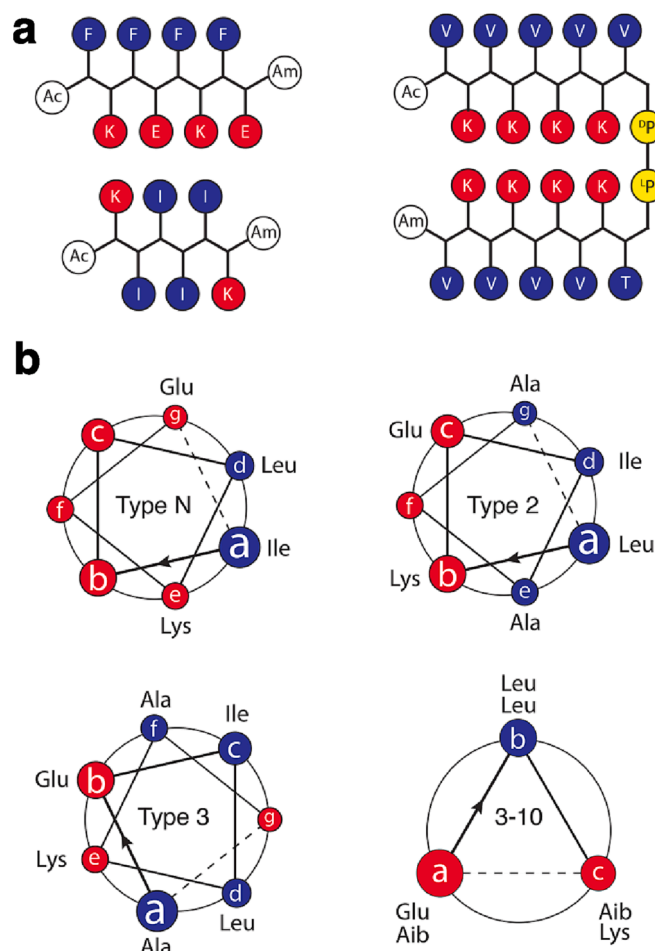 a
F F F F
Ac Am
K E K E
K I I
Ac Am
I I K
V V V V V
Ac
K K K K DP
K K K K LP
Am
V V V V T
b
Glu
g
c
d Leu
f Type N
a Ile
b
e
Lys
Ala
g
Glu c
d Ile
f Type 2
a Leu
Lys b
e
Ala
Ala Ile
f c
Glu b
Type 3 g
Lys e
d
a Leu
Ala
Leu
Leu
b
3-10
a c
Glu Aib
Aib Lys